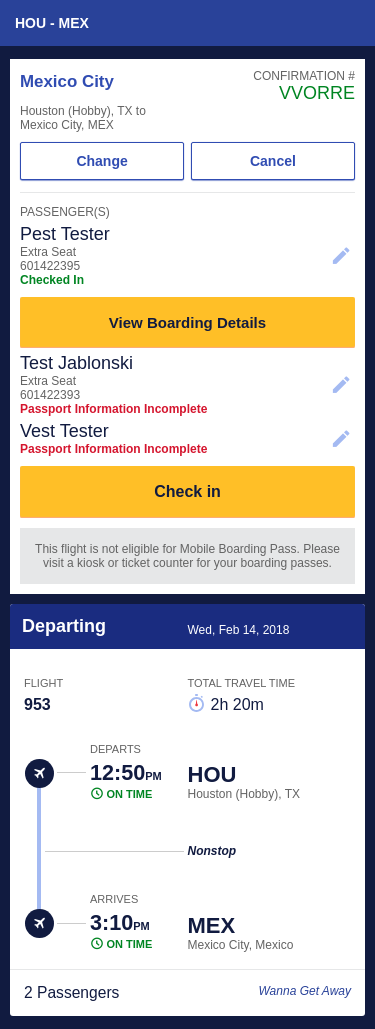 HOU - MEX
Mexico City
CONFIRMATION #
VVORRE
Houston (Hobby), TX to
Mexico City, MEX
Change
Cancel
PASSENGER(S)
Pest Tester
Extra Seat
601422395
Checked In
View Boarding Details
Test Jablonski
Extra Seat
601422393
Passport Information Incomplete
Vest Tester
Passport Information Incomplete
Check in
This flight is not eligible for Mobile Boarding Pass. Please
visit a kiosk or ticket counter for your boarding passes.
Departing
Wed, Feb 14, 2018
FLIGHT
TOTAL TRAVEL TIME
953
2h 20m
DEPARTS
12:50PM
HOU
ON TIME
Houston (Hobby), TX
Nonstop
ARRIVES
3:10PM
MEX
ON TIME
Mexico City, Mexico
2 Passengers
Wanna Get Away